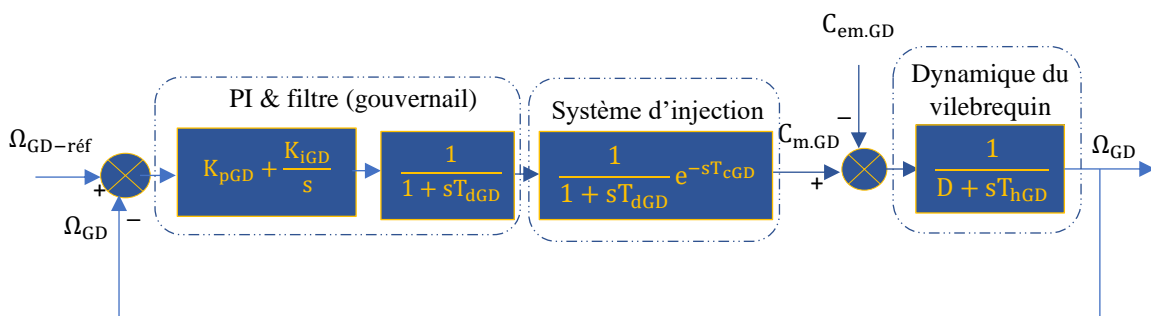 C_em.GD
PI & filtre (gouvernail)
Système d'injection
Dynamique du
vilebrequin
Ω_GD−réf
+
−
K_pGD + K_iGD/s
1/(1 + sT_dGD)
1/(1 + sT_dGD) e^(−sT_cGD)
C_m.GD
+
−
1/(D + sT_hGD)
Ω_GD
Ω_GD